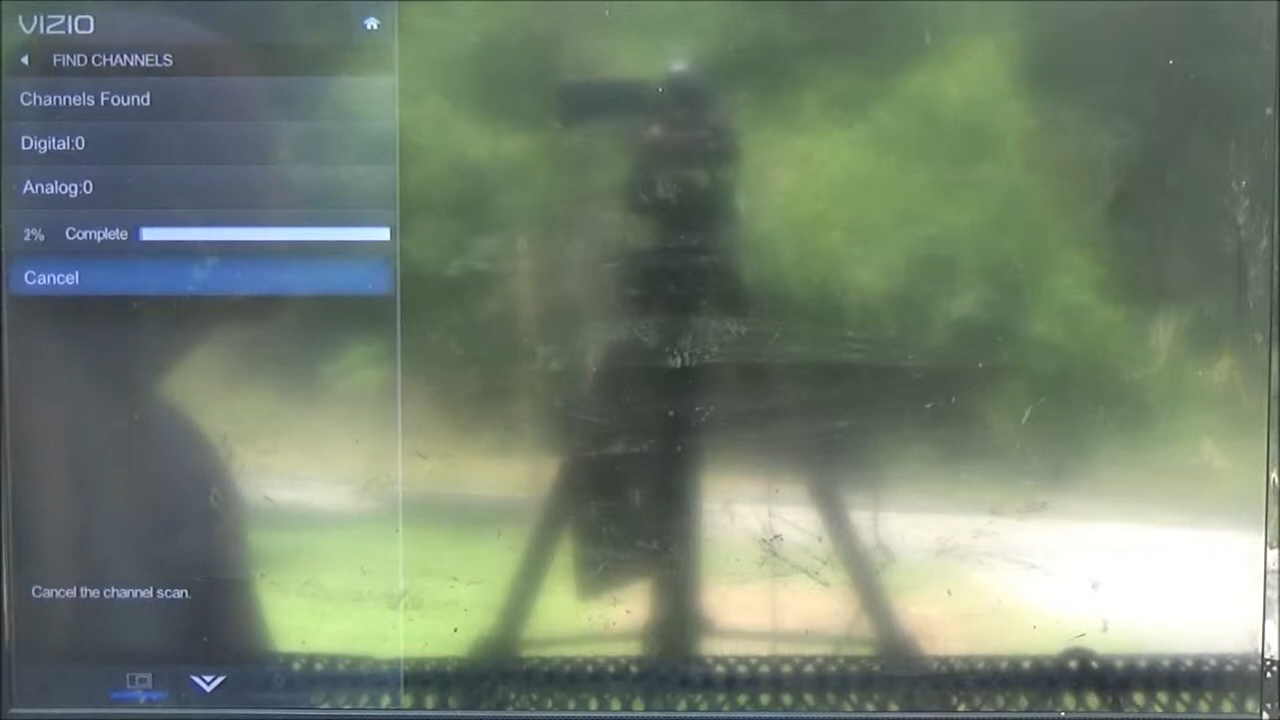 VIZIO
FIND CHANNELS
Channels Found
Digital:0
Analog:0
2% Complete
Cancel
Cancel the channel scan.